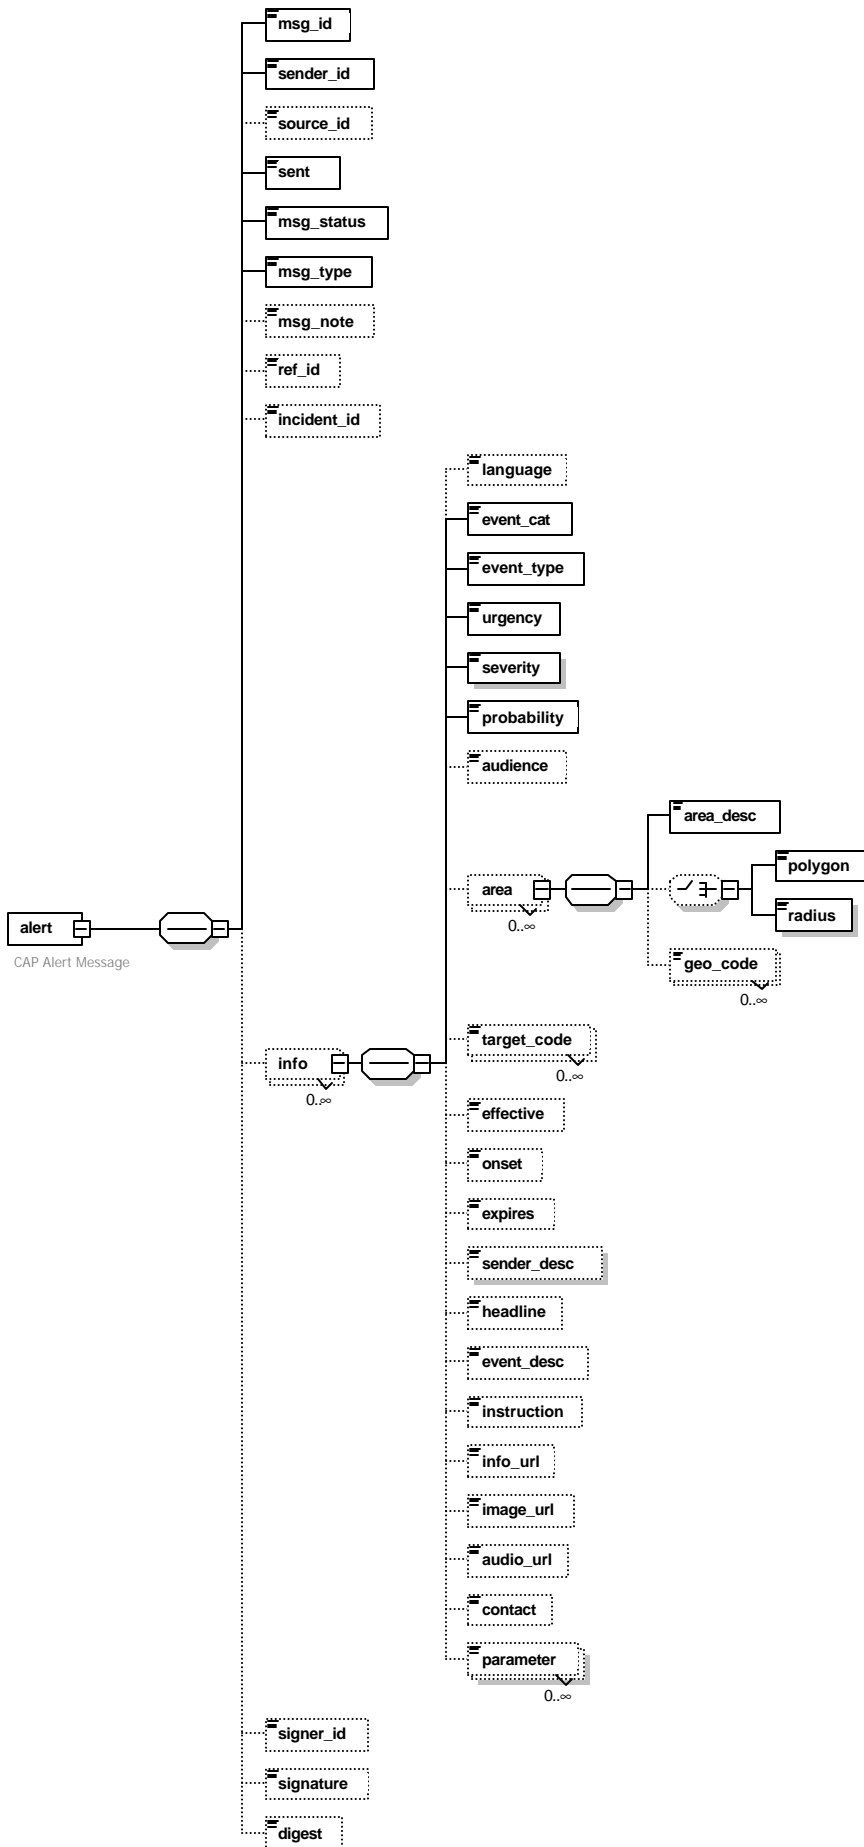 msg_id
sender_id
source_id
sent
msg_status
msg_type
msg_note
ref_id
incident_id
language
event_cat
event_type
urgency
severity
probability
audience
area_desc
polygon
area
0..∞
radius
alert
CAP Alert Message
geo_code
0..∞
target_code
0..∞
info
0..∞
effective
onset
expires
sender_desc
headline
event_desc
instruction
info_url
image_url
audio_url
contact
parameter
0..∞
signer_id
signature
digest